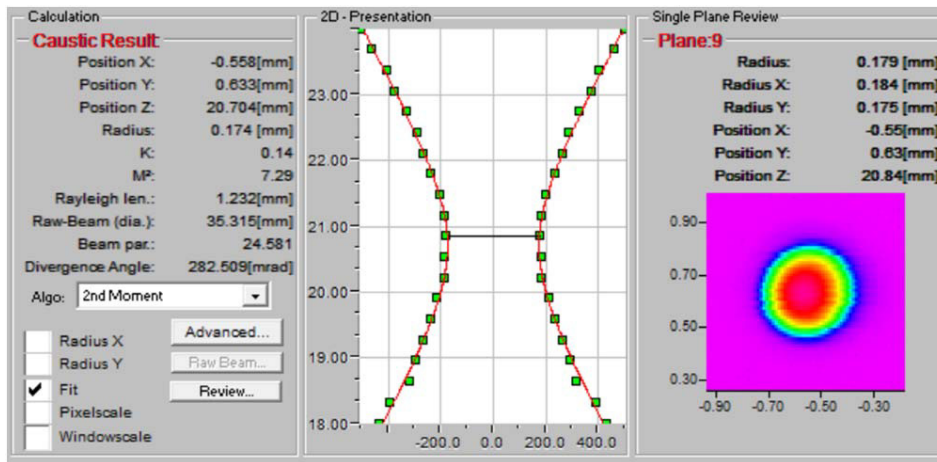 Calculation
Caustic Result:
Position X: -0.558[mm]
Position Y: 0.633[mm]
Position Z: 20.704[mm]
Radius: 0.174 [mm]
K: 0.14
M²: 7.29
Rayleigh len.: 1.232[mm]
Raw-Beam (dia.): 35.315[mm]
Beam par.: 24.581
Divergence Angle: 282.509[mrad]
Algo: 2nd Moment
Radius X
Radius Y
Fit
Pixelscale
Windowscale
Advanced...
Raw Beam...
Review...
2D - Presentation
23.00
22.00
21.00
20.00
19.00
18.00
-200.0 0.0 200.0 400.0
Single Plane Review
Plane:9
Radius: 0.179 [mm]
Radius X: 0.184 [mm]
Radius Y: 0.175 [mm]
Position X: -0.55[mm]
Position Y: 0.63[mm]
Position Z: 20.84[mm]
0.90
0.70
0.50
0.30
-0.90 -0.70 -0.50 -0.30